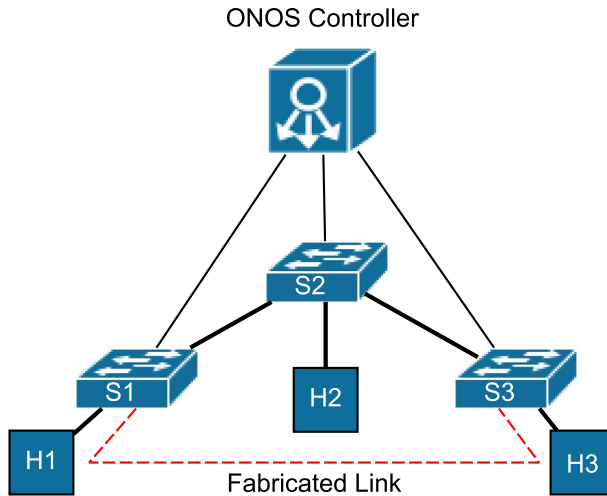 ONOS Controller
S2
S1
S3
H2
H1
H3
Fabricated Link